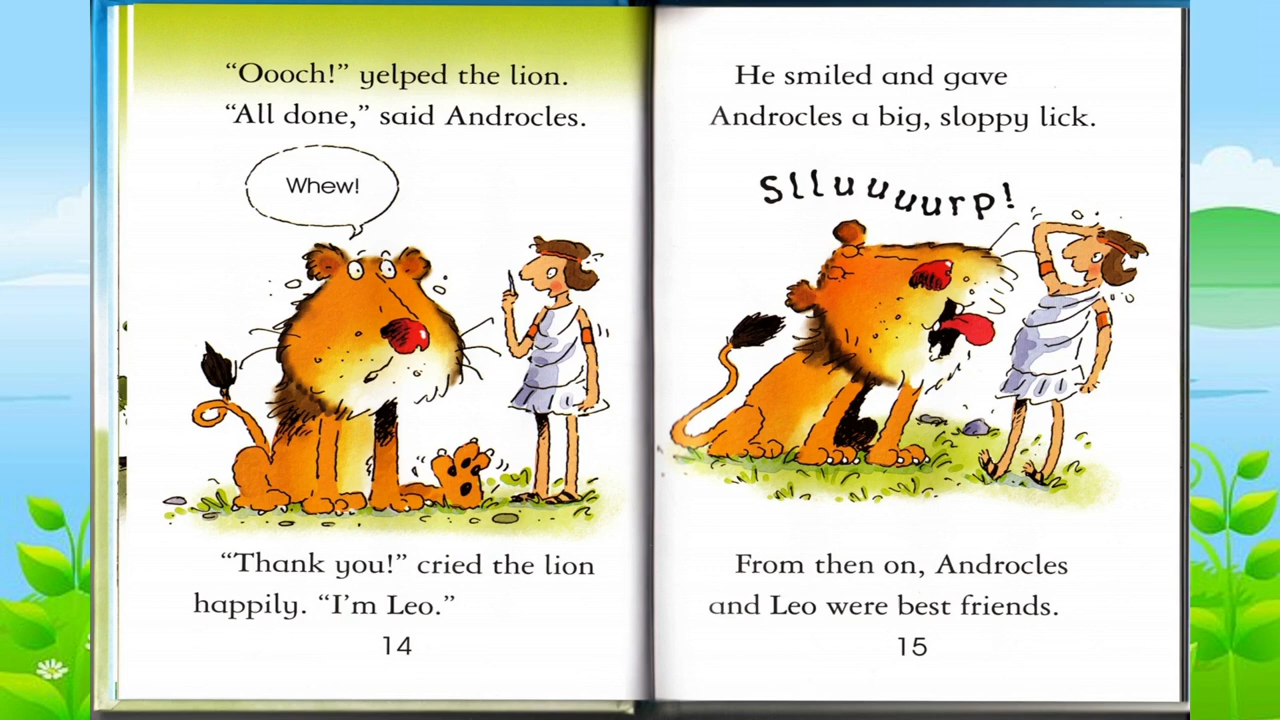 “Oooch!” yelped the lion.
“All done,” said Androcles.
Whew!
“Thank you!” cried the lion
happily. “I’m Leo.”
14
He smiled and gave
Androcles a big, sloppy lick.
Sllluuuuurp!
From then on, Androcles
and Leo were best friends.
15